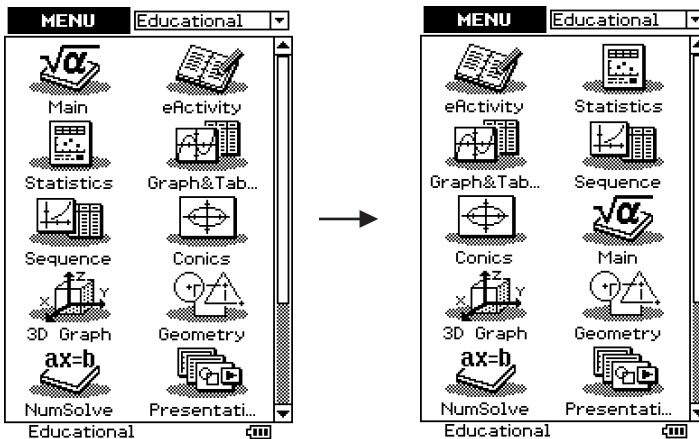 MENU Educational
√α
Main eActivity
Statistics Graph&Tab...
Sequence Conics
Z
X Y
3D Graph Geometry
ax=b
NumSolve Presentati...
Educational
MENU Educational
eActivity Statistics
Graph&Tab... Sequence
√α
Conics Main
Z
X Y
3D Graph Geometry
ax=b
NumSolve Presentati...
Educational